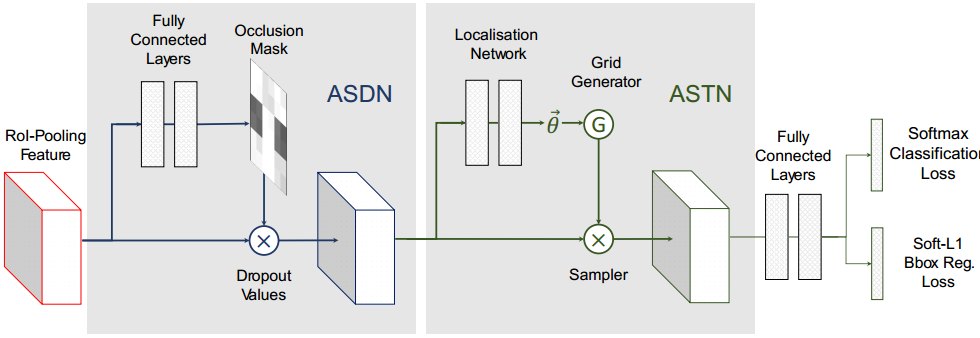 RoI-Pooling
Feature
Fully
Connected
Layers
Occlusion
Mask
ASDN
Dropout
Values
Localisation
Network
θ⃗
Grid
Generator
G
ASTN
Sampler
Fully
Connected
Layers
Softmax
Classification
Loss
Soft-L1
Bbox Reg.
Loss